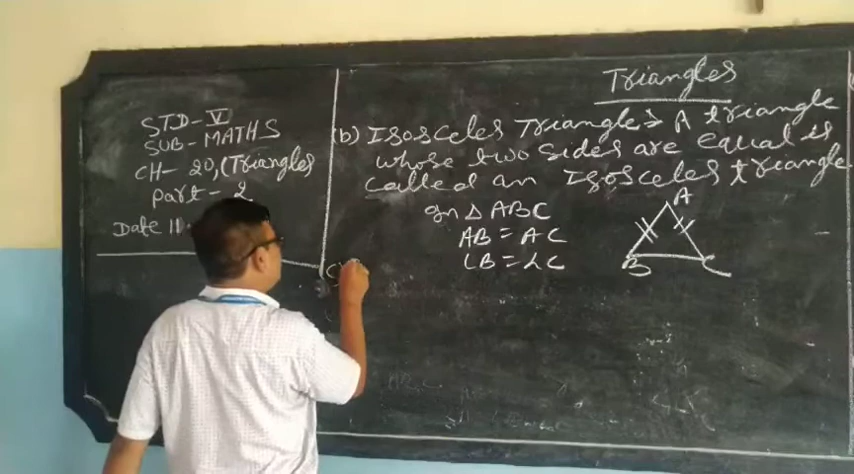 STD-V
SUB-MATHS
CH- 20, (Triangles
Part- 2
Date 11
Triangles
(b) Isosceles Triangles → A triangle
whose two sides are equal is
called an Isosceles triangle
In △ ABC
AB = AC
∠B = ∠C
A
B
C
(c)